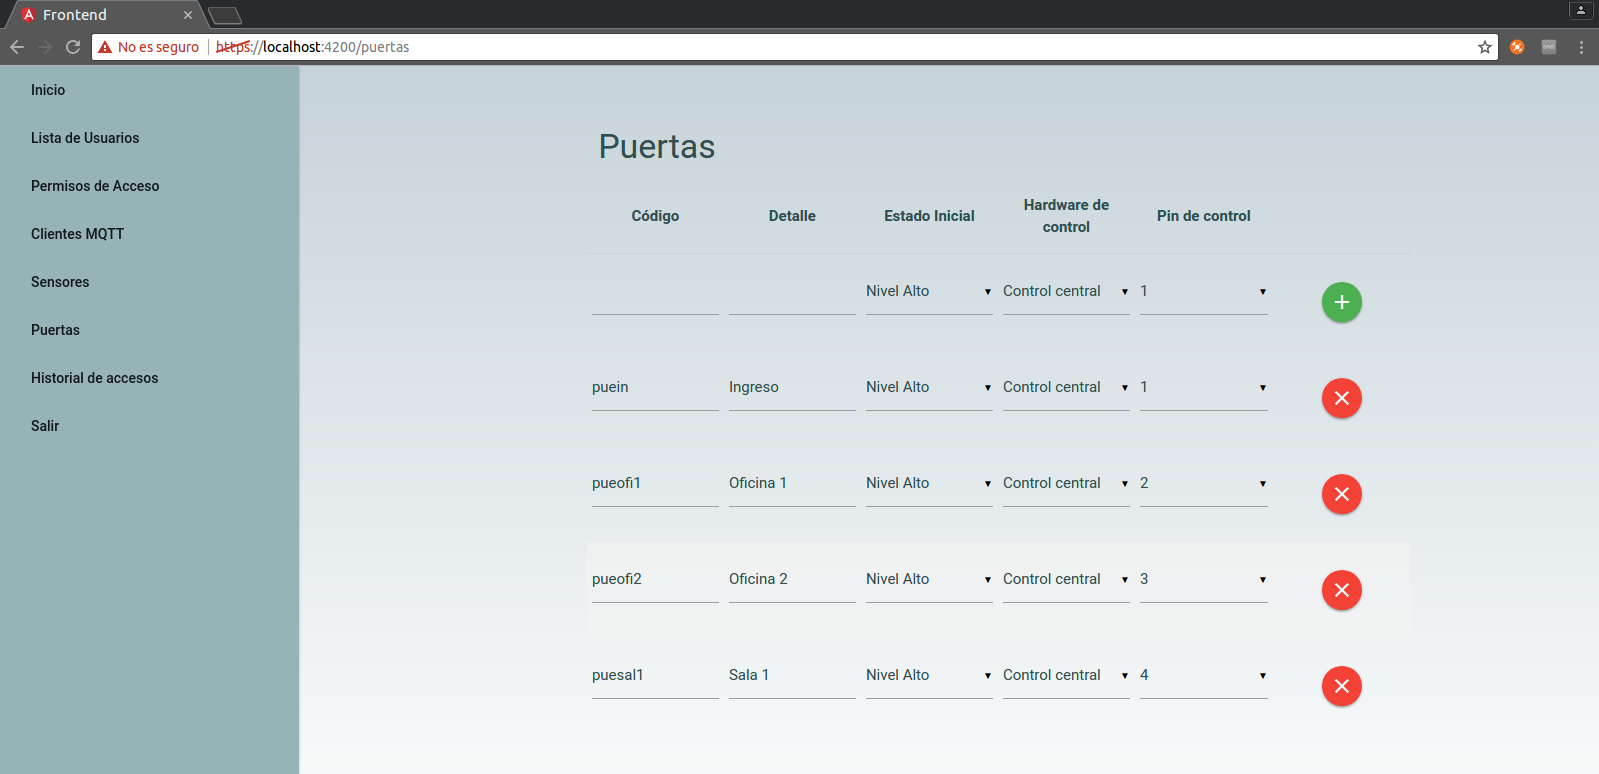 Frontend
No es seguro https://localhost:4200/puertas
Inicio
Lista de Usuarios
Permisos de Acceso
Clientes MQTT
Sensores
Puertas
Historial de accesos
Salir
Puertas
Código Detalle Estado Inicial Hardware de control Pin de control
Nivel Alto Control central 1
puein Ingreso Nivel Alto Control central 1
pueofi1 Oficina 1 Nivel Alto Control central 2
pueofi2 Oficina 2 Nivel Alto Control central 3
puesal1 Sala 1 Nivel Alto Control central 4